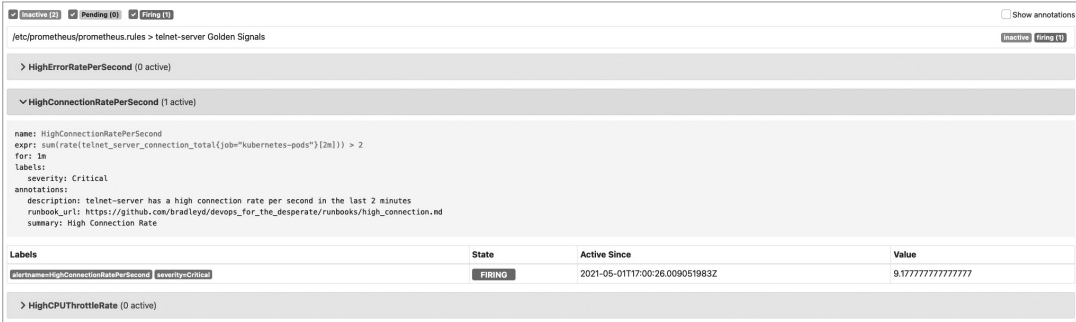 Inactive (2) Pending (0) Firing (1) Show annotations
/etc/prometheus/prometheus.rules > telnet-server Golden Signals inactive firing (1)
> HighErrorRatePerSecond (0 active)
HighConnectionRatePerSecond (1 active)
name: HighConnectionRatePerSecond
expr: sum(rate(telnet_server_connection_total{job="kubernetes-pods"}[2m])) > 2
for: 1m
labels:
severity: Critical
annotations:
description: telnet-server has a high connection rate per second in the last 2 minutes
runbook_url: https://github.com/bradleyd/devops_for_the_desperate/runbooks/high_connection.md
summary: High Connection Rate
Labels State Active Since Value
alertname=HighConnectionRatePerSecond severity=Critical FIRING 2021-05-01T17:00:26.009051983Z 9.177777777777777
> HighCPUThrottleRate (0 active)